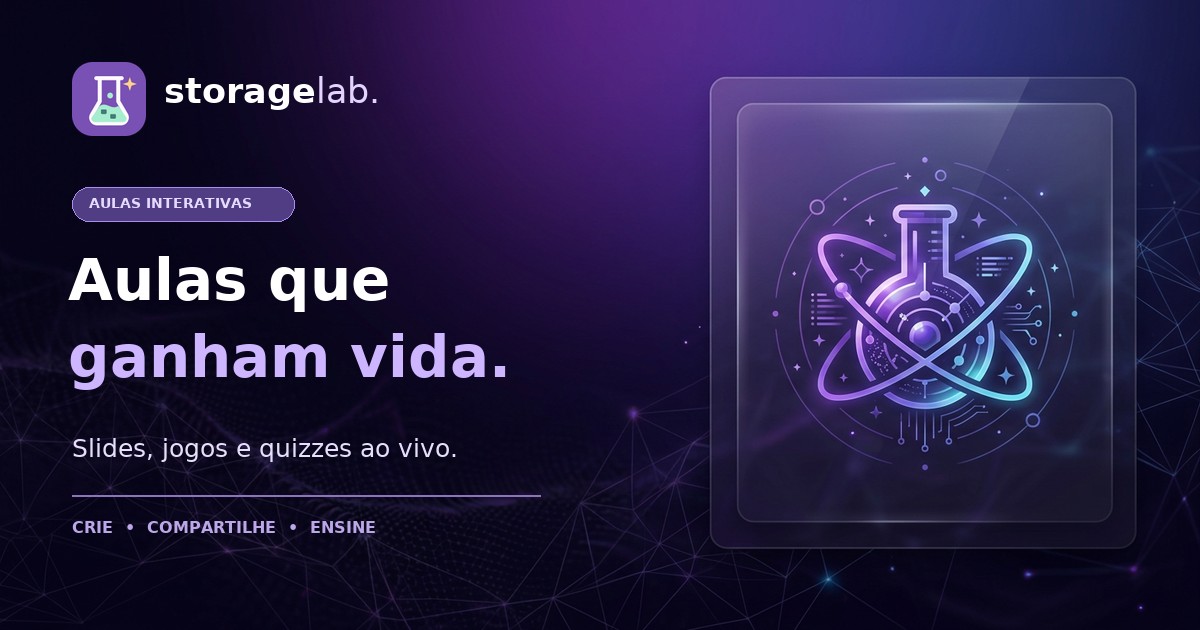 storagelab.
AULAS INTERATIVAS
Aulas que
ganham vida.
Slides, jogos e quizzes ao vivo.
CRIE • COMPARTILHE • ENSINE